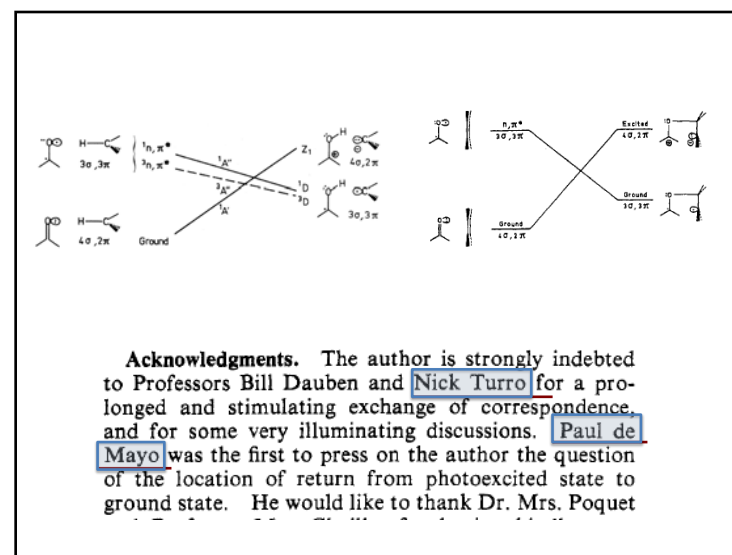 H
¹n,π*
³n,π*
3σ,3π
¹A''
³A''
¹A'
Z₁
¹D
³D
H
4σ,2π
H
3σ,3π
H
4σ,2π
Ground
n,π*
3σ,3π
Excited
4σ,2π
Ground
3σ,3π
Ground
4σ,2π
Acknowledgments. The author is strongly indebted
to Professors Bill Dauben and Nick Turro for a pro-
longed and stimulating exchange of correspondence,
and for some very illuminating discussions. Paul de
Mayo was the first to press on the author the question
of the location of return from photoexcited state to
ground state. He would like to thank Dr. Mrs. Poquet